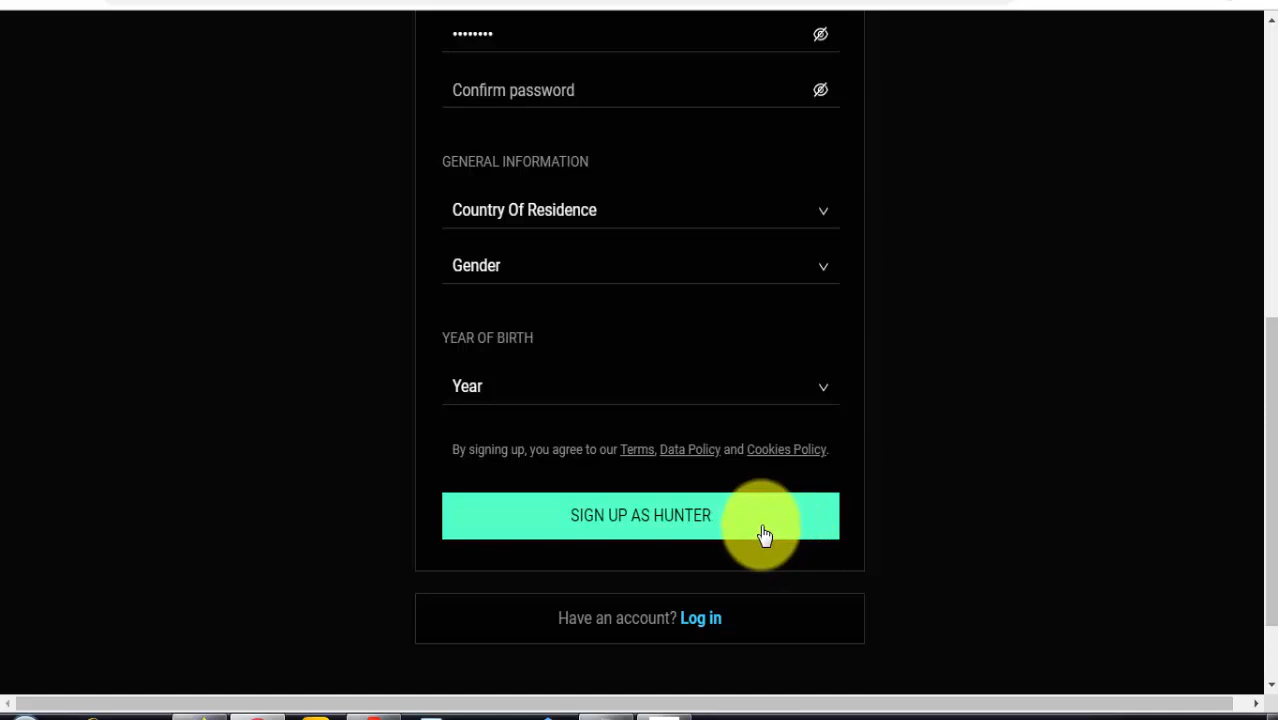 ••••••••
Confirm password
GENERAL INFORMATION
Country Of Residence
Gender
YEAR OF BIRTH
Year
By signing up, you agree to our Terms, Data Policy and Cookies Policy.
SIGN UP AS HUNTER
Have an account? Log in